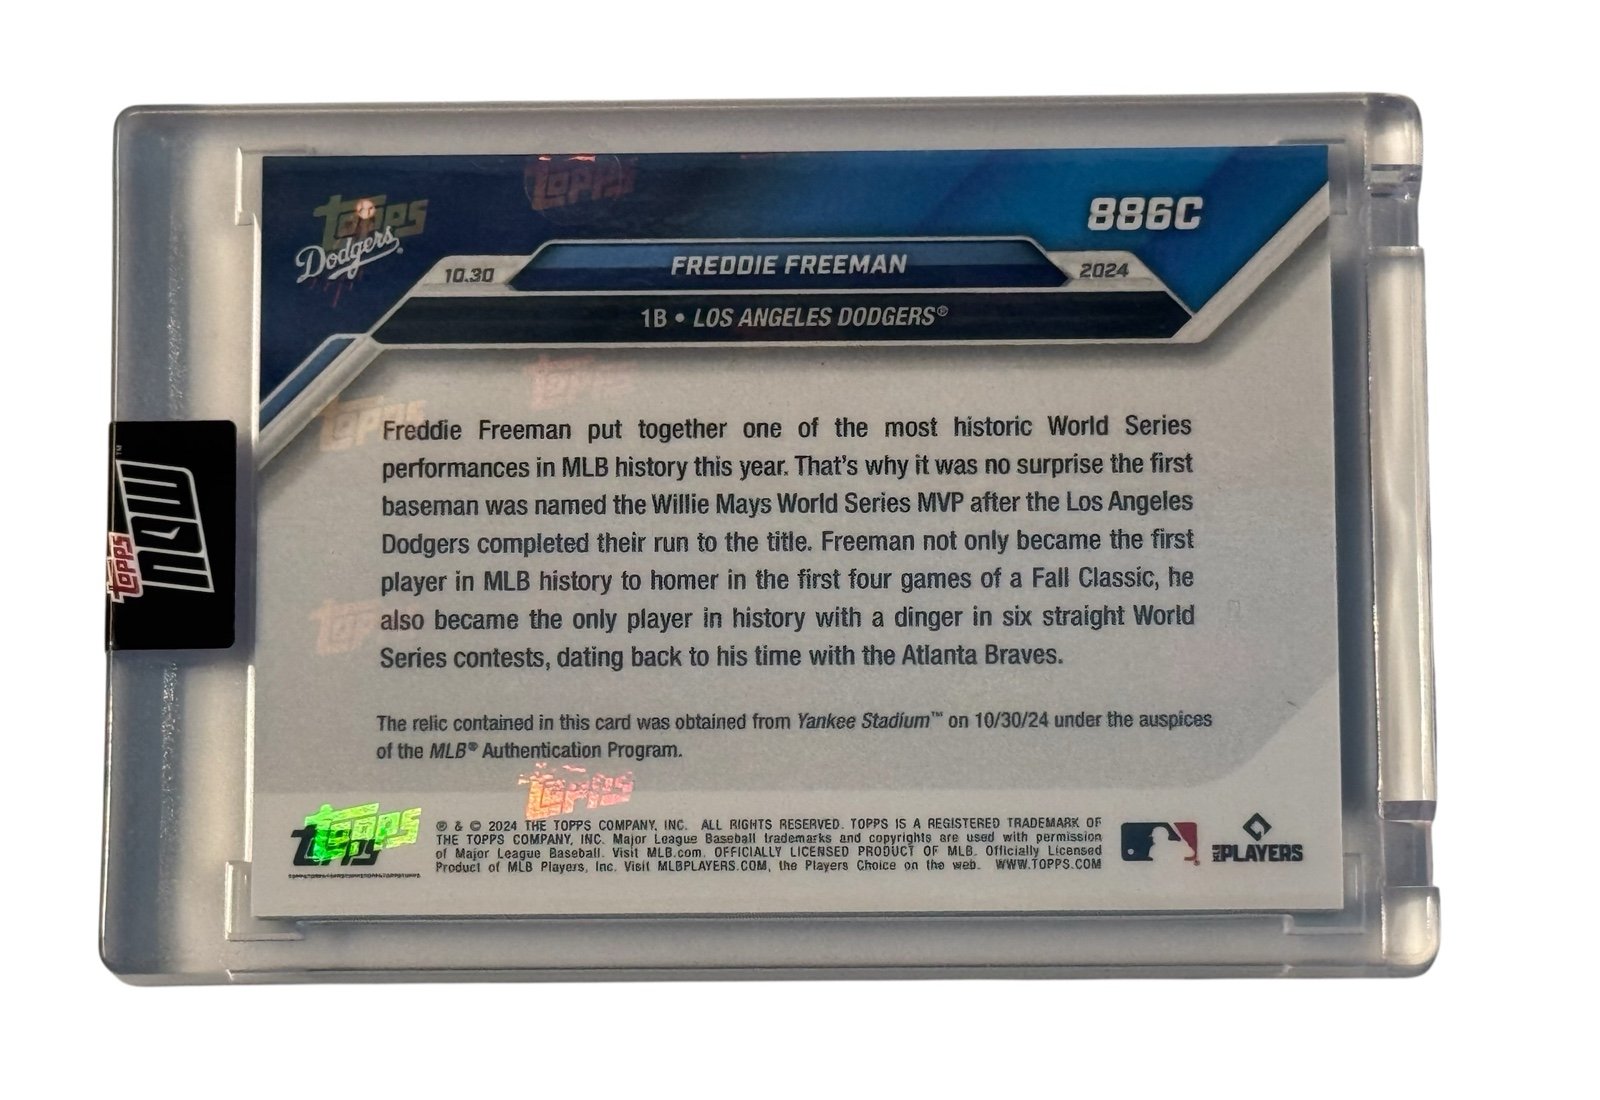 topps
Dodgers
topps
886C
10.30
FREDDIE FREEMAN
2024
1B • LOS ANGELES DODGERS®
topps
topps
Freddie Freeman put together one of the most historic World Series
performances in MLB history this year. That's why it was no surprise the first
baseman was named the Willie Mays World Series MVP after the Los Angeles
Dodgers completed their run to the title. Freeman not only became the first
player in MLB history to homer in the first four games of a Fall Classic, he
also became the only player in history with a dinger in six straight World
Series contests, dating back to his time with the Atlanta Braves.
topps NOW™
The relic contained in this card was obtained from Yankee Stadium™ on 10/30/24 under the auspices
of the MLB® Authentication Program.
topps
topps
topps
® & © 2024 THE TOPPS COMPANY, INC. ALL RIGHTS RESERVED. TOPPS IS A REGISTERED TRADEMARK OF
THE TOPPS COMPANY, INC. Major League Baseball trademarks and copyrights are used with permission
of Major League Baseball. Visit MLB.com. OFFICIALLY LICENSED PRODUCT OF MLB. Officially Licensed
Product of MLB Players, Inc. Visit MLBPLAYERS.COM, the Players Choice on the web. WWW.TOPPS.COM
MLB PLAYERS